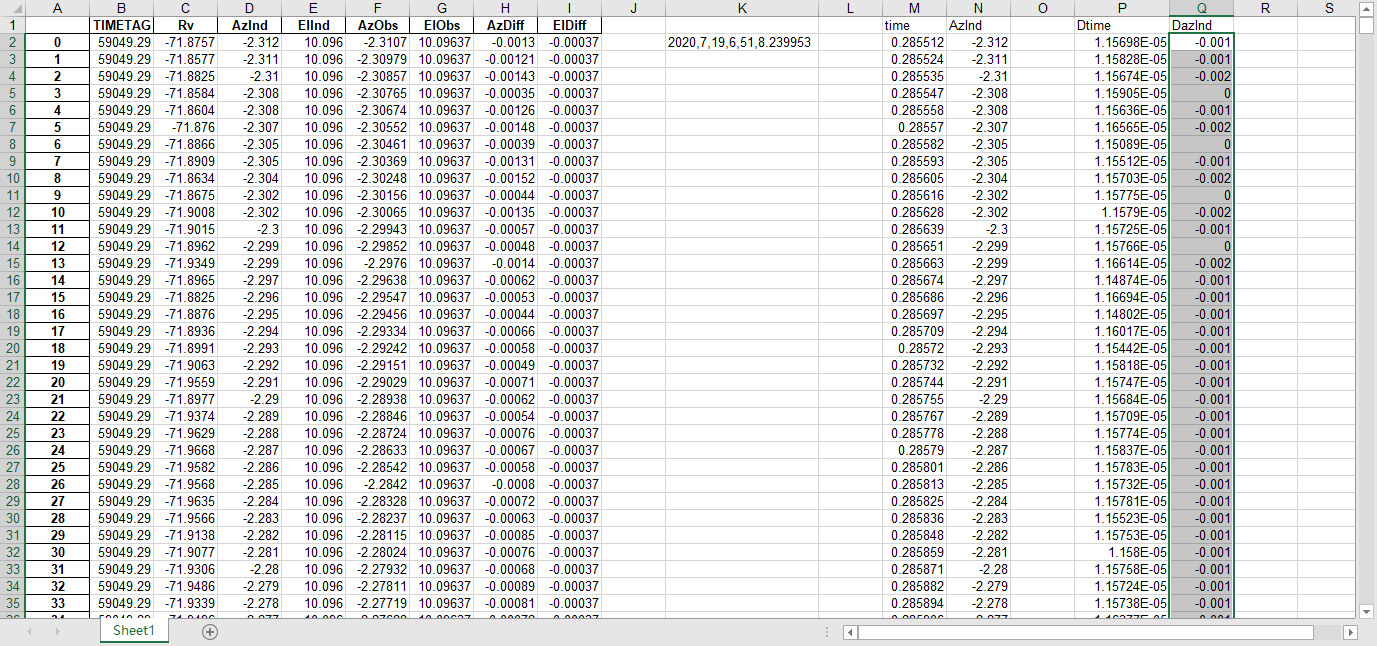 A B C D E F G H I J K L M N O P Q R S
1 TIMETAG Rv AzInd ElInd AzObs ElObs AzDiff ElDiff time AzInd Dtime DazInd
2 0 59049.29 -71.8757 -2.312 10.096 -2.3107 10.09637 -0.0013 -0.00037 2020,7,19,6,51,8.239953 0.285512 -2.312 1.15698E-05 -0.001
3 1 59049.29 -71.8577 -2.311 10.096 -2.30979 10.09637 -0.00121 -0.00037 0.285524 -2.311 1.15828E-05 -0.001
4 2 59049.29 -71.8825 -2.31 10.096 -2.30857 10.09637 -0.00143 -0.00037 0.285535 -2.31 1.15674E-05 -0.002
5 3 59049.29 -71.8584 -2.308 10.096 -2.30765 10.09637 -0.00035 -0.00037 0.285547 -2.308 1.15905E-05 0
6 4 59049.29 -71.8604 -2.308 10.096 -2.30674 10.09637 -0.00126 -0.00037 0.285558 -2.308 1.15636E-05 -0.001
7 5 59049.29 -71.876 -2.307 10.096 -2.30552 10.09637 -0.00148 -0.00037 0.28557 -2.307 1.16565E-05 -0.002
8 6 59049.29 -71.8866 -2.305 10.096 -2.30461 10.09637 -0.00039 -0.00037 0.285582 -2.305 1.15089E-05 0
9 7 59049.29 -71.8909 -2.305 10.096 -2.30369 10.09637 -0.00131 -0.00037 0.285593 -2.305 1.15512E-05 -0.001
10 8 59049.29 -71.8634 -2.304 10.096 -2.30248 10.09637 -0.00152 -0.00037 0.285605 -2.304 1.15703E-05 -0.002
11 9 59049.29 -71.8675 -2.302 10.096 -2.30156 10.09637 -0.00044 -0.00037 0.285616 -2.302 1.15775E-05 0
12 10 59049.29 -71.9008 -2.302 10.096 -2.30065 10.09637 -0.00135 -0.00037 0.285628 -2.302 1.1579E-05 -0.002
13 11 59049.29 -71.9015 -2.3 10.096 -2.29943 10.09637 -0.00057 -0.00037 0.285639 -2.3 1.15725E-05 -0.001
14 12 59049.29 -71.8962 -2.299 10.096 -2.29852 10.09637 -0.00048 -0.00037 0.285651 -2.299 1.15766E-05 0
15 13 59049.29 -71.9349 -2.299 10.096 -2.2976 10.09637 -0.0014 -0.00037 0.285663 -2.299 1.16614E-05 -0.002
16 14 59049.29 -71.8965 -2.297 10.096 -2.29638 10.09637 -0.00062 -0.00037 0.285674 -2.297 1.14874E-05 -0.001
17 15 59049.29 -71.8825 -2.296 10.096 -2.29547 10.09637 -0.00053 -0.00037 0.285686 -2.296 1.16694E-05 -0.001
18 16 59049.29 -71.8876 -2.295 10.096 -2.29456 10.09637 -0.00044 -0.00037 0.285697 -2.295 1.14802E-05 -0.001
19 17 59049.29 -71.8936 -2.294 10.096 -2.29334 10.09637 -0.00066 -0.00037 0.285709 -2.294 1.16017E-05 -0.001
20 18 59049.29 -71.8991 -2.293 10.096 -2.29242 10.09637 -0.00058 -0.00037 0.28572 -2.293 1.15442E-05 -0.001
21 19 59049.29 -71.9063 -2.292 10.096 -2.29151 10.09637 -0.00049 -0.00037 0.285732 -2.292 1.15818E-05 -0.001
22 20 59049.29 -71.9559 -2.291 10.096 -2.29029 10.09637 -0.00071 -0.00037 0.285744 -2.291 1.15747E-05 -0.001
23 21 59049.29 -71.8977 -2.29 10.096 -2.28938 10.09637 -0.00062 -0.00037 0.285755 -2.29 1.15684E-05 -0.001
24 22 59049.29 -71.9374 -2.289 10.096 -2.28846 10.09637 -0.00054 -0.00037 0.285767 -2.289 1.15709E-05 -0.001
25 23 59049.29 -71.9629 -2.288 10.096 -2.28724 10.09637 -0.00076 -0.00037 0.285778 -2.288 1.15774E-05 -0.001
26 24 59049.29 -71.9668 -2.287 10.096 -2.28633 10.09637 -0.00067 -0.00037 0.28579 -2.287 1.15837E-05 -0.001
27 25 59049.29 -71.9582 -2.286 10.096 -2.28542 10.09637 -0.00058 -0.00037 0.285801 -2.286 1.15783E-05 -0.001
28 26 59049.29 -71.9568 -2.285 10.096 -2.2842 10.09637 -0.0008 -0.00037 0.285813 -2.285 1.15732E-05 -0.001
29 27 59049.29 -71.9635 -2.284 10.096 -2.28328 10.09637 -0.00072 -0.00037 0.285825 -2.284 1.15781E-05 -0.001
30 28 59049.29 -71.9566 -2.283 10.096 -2.28237 10.09637 -0.00063 -0.00037 0.285836 -2.283 1.15523E-05 -0.001
31 29 59049.29 -71.9138 -2.282 10.096 -2.28115 10.09637 -0.00085 -0.00037 0.285848 -2.282 1.15753E-05 -0.001
32 30 59049.29 -71.9077 -2.281 10.096 -2.28024 10.09637 -0.00076 -0.00037 0.285859 -2.281 1.158E-05 -0.001
33 31 59049.29 -71.9306 -2.28 10.096 -2.27932 10.09637 -0.00068 -0.00037 0.285871 -2.28 1.15758E-05 -0.001
34 32 59049.29 -71.9486 -2.279 10.096 -2.27811 10.09637 -0.00089 -0.00037 0.285882 -2.279 1.15724E-05 -0.001
35 33 59049.29 -71.9339 -2.278 10.096 -2.27719 10.09637 -0.00081 -0.00037 0.285894 -2.278 1.15738E-05 -0.001
Sheet1